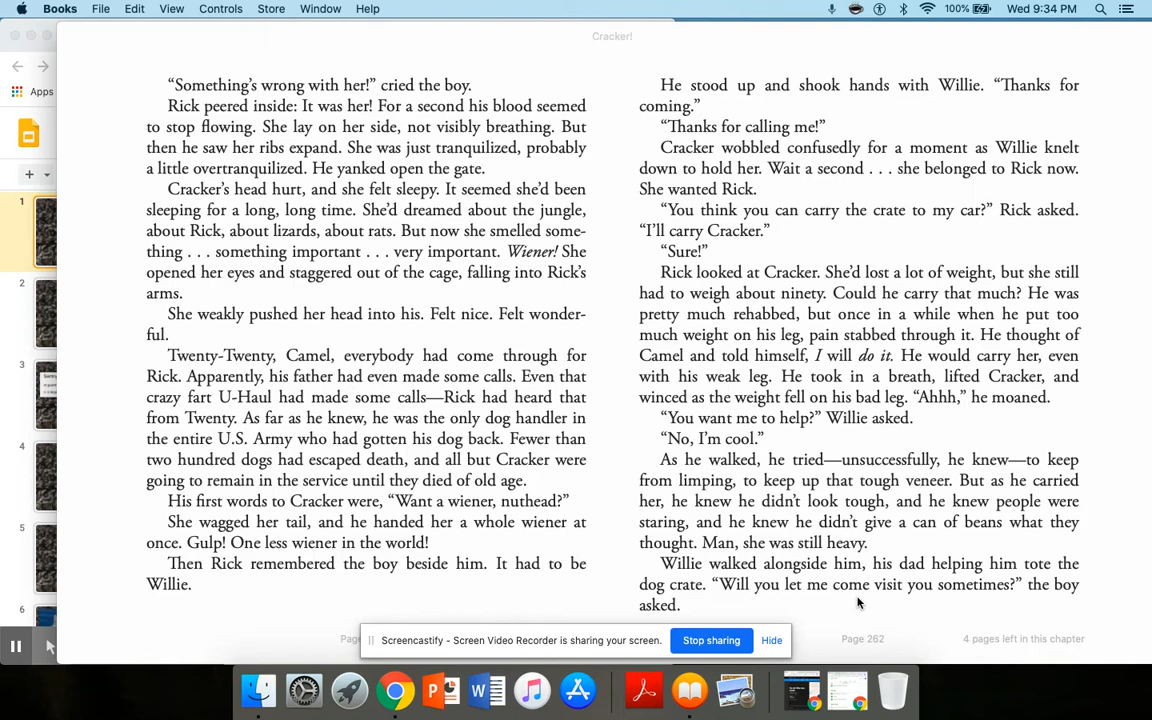 Books File Edit View Controls Store Window Help
100% Wed 9:34 PM
Cracker!
Apps
“Something’s wrong with her!” cried the boy.
Rick peered inside: It was her! For a second his blood seemed
to stop flowing. She lay on her side, not visibly breathing. But
then he saw her ribs expand. She was just tranquilized, probably
a little overtranquilized. He yanked open the gate.
Cracker’s head hurt, and she felt sleepy. It seemed she’d been
sleeping for a long, long time. She’d dreamed about the jungle,
about Rick, about lizards, about rats. But now she smelled some-
thing . . . something important . . . very important. Wiener! She
opened her eyes and staggered out of the cage, falling into Rick’s
arms.
She weakly pushed her head into his. Felt nice. Felt wonder-
ful.
Twenty-Twenty, Camel, everybody had come through for
Rick. Apparently, his father had even made some calls. Even that
crazy fart U-Haul had made some calls—Rick had heard that
from Twenty. As far as he knew, he was the only dog handler in
the entire U.S. Army who had gotten his dog back. Fewer than
two hundred dogs had escaped death, and all but Cracker were
going to remain in the service until they died of old age.
His first words to Cracker were, “Want a wiener, nuthead?”
She wagged her tail, and he handed her a whole wiener at
once. Gulp! One less wiener in the world!
Then Rick remembered the boy beside him. It had to be
Willie.
He stood up and shook hands with Willie. “Thanks for
coming.”
“Thanks for calling me!”
Cracker wobbled confusedly for a moment as Willie knelt
down to hold her. Wait a second . . . she belonged to Rick now.
She wanted Rick.
“You think you can carry the crate to my car?” Rick asked.
“I’ll carry Cracker.”
“Sure!”
Rick looked at Cracker. She’d lost a lot of weight, but she still
had to weigh about ninety. Could he carry that much? He was
pretty much rehabbed, but once in a while when he put too
much weight on his leg, pain stabbed through it. He thought of
Camel and told himself, I will do it. He would carry her, even
with his weak leg. He took in a breath, lifted Cracker, and
winced as the weight fell on his bad leg. “Ahhh,” he moaned.
“You want me to help?” Willie asked.
“No, I’m cool.”
As he walked, he tried—unsuccessfully, he knew—to keep
from limping, to keep up that tough veneer. But as he carried
her, he knew he didn’t look tough, and he knew people were
staring, and he knew he didn’t give a can of beans what they
thought. Man, she was still heavy.
Willie walked alongside him, his dad helping him tote the
dog crate. “Will you let me come visit you sometimes?” the boy
asked.
Page
Page 262
4 pages left in this chapter
Screencastify - Screen Video Recorder is sharing your screen.
Stop sharing
Hide
1
2
3
4
5
6